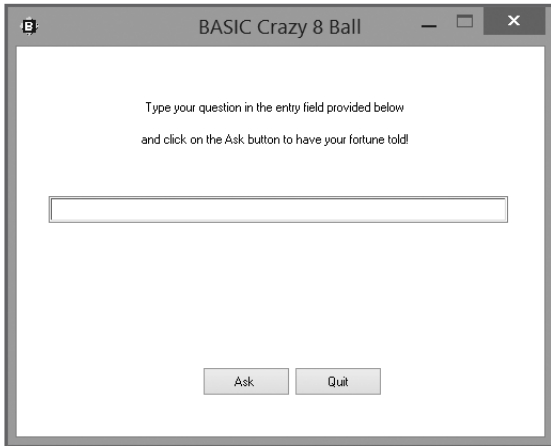 BASIC Crazy 8 Ball
Type your question in the entry field provided below
and click on the Ask button to have your fortune told!
Ask Quit